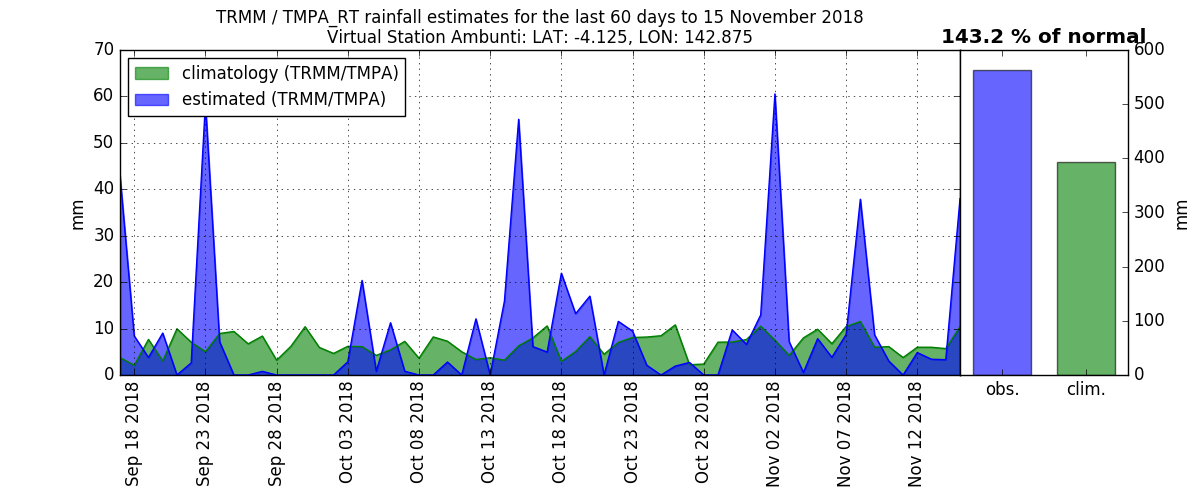 TRMM / TMPA_RT rainfall estimates for the last 60 days to 15 November 2018
Virtual Station Ambunti: LAT: -4.125, LON: 142.875
143.2 % of normal
climatology (TRMM/TMPA)
estimated (TRMM/TMPA)
70
60
50
40
30
20
10
0
mm
Sep 18 2018
Sep 23 2018
Sep 28 2018
Oct 03 2018
Oct 08 2018
Oct 13 2018
Oct 18 2018
Oct 23 2018
Oct 28 2018
Nov 02 2018
Nov 07 2018
Nov 12 2018
obs.
clim.
600
500
400
300
200
100
0
mm